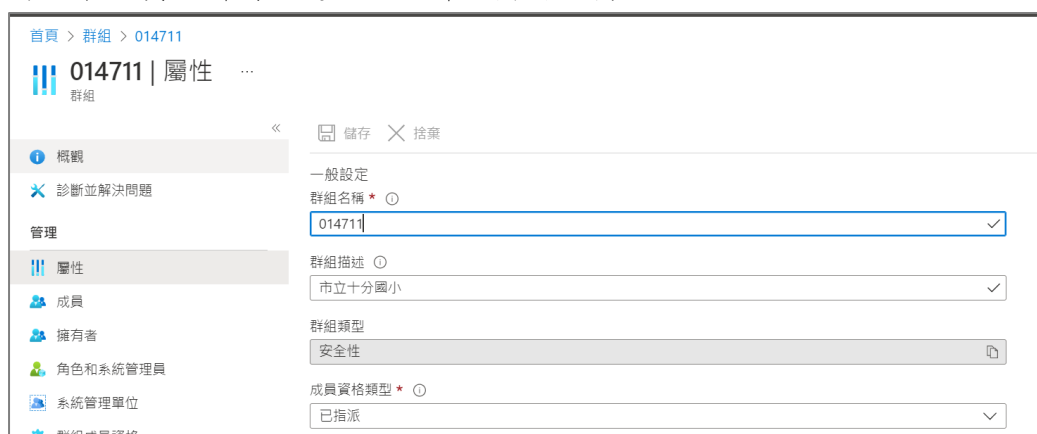 首頁 > 群組 > 014711
014711 | 屬性 ...
群組
«
儲存 捨棄
概觀
診斷並解決問題
管理
屬性
成員
擁有者
角色和系統管理員
系統管理單位
一般設定
群組名稱 *
014711
群組描述
市立十分國小
群組類型
安全性
成員資格類型 *
已指派